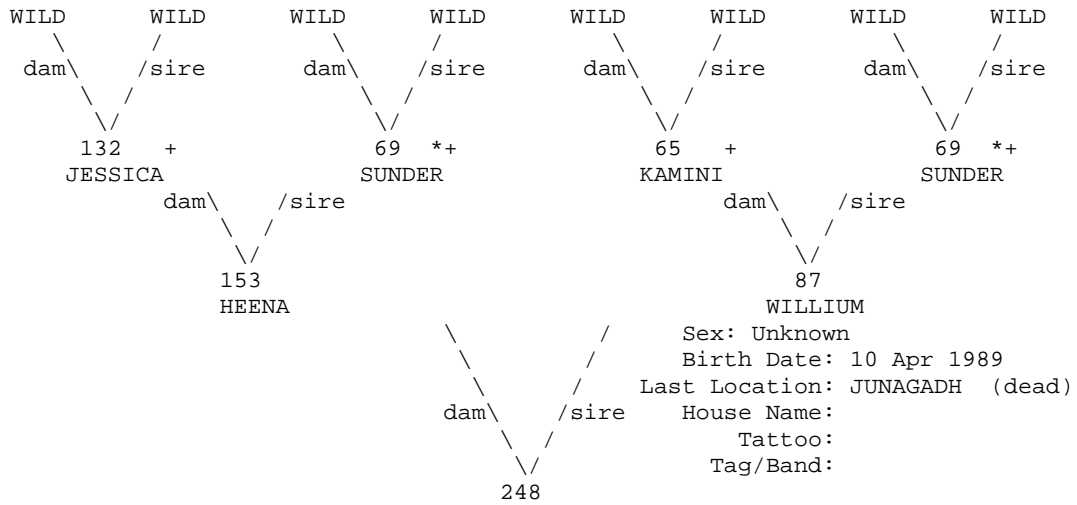 WILD WILD WILD WILD WILD WILD WILD WILD
\ / \ / \ / \ /
dam\ /sire dam\ /sire dam\ /sire dam\ /sire
\ / \ / \ / \ /
\/ \/ \/ \/
132 + 69 *+ 65 + 69 *+
JESSICA SUNDER KAMINI SUNDER
dam\ /sire dam\ /sire
\ / \ /
\/ \/
153 87
HEENA WILLIUM
\ / Sex: Unknown
\ / Birth Date: 10 Apr 1989
\ / Last Location: JUNAGADH (dead)
dam\ /sire House Name:
\ / Tattoo:
\/ Tag/Band:
248